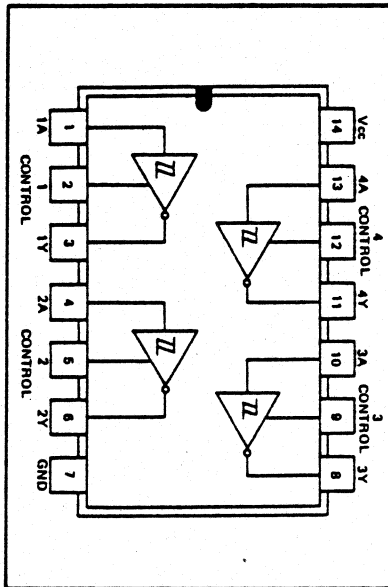 1A
1
CONTROL
1
2
1Y
3
2A
4
CONTROL
2
5
2Y
6
GND
7
Vcc
14
4A
13
4
CONTROL
12
4Y
11
3A
10
3
CONTROL
9
3Y
8